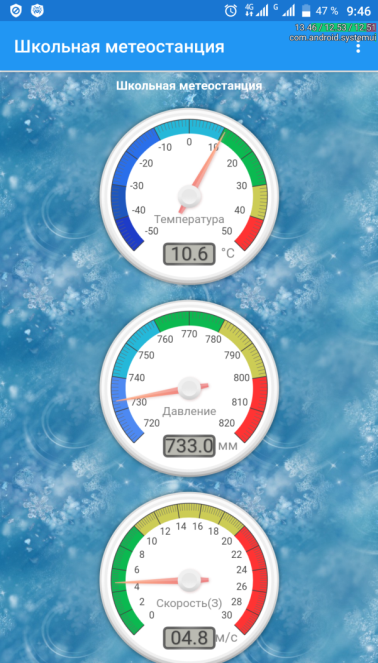 4G G 47 % 9:46
13.46 / 12.53 / 12.51
com.android.systemui
Школьная метеостанция
Школьная метеостанция
-50 -40 -30 -20 -10 0 10 20 30 40 50
Температура
10.6 °C
720 730 740 750 760 770 780 790 800 810 820
Давление
733.0 мм
0 2 4 6 8 10 12 14 16 18 20 22 24 26 28 30
Скорость(З)
04.8 м/с